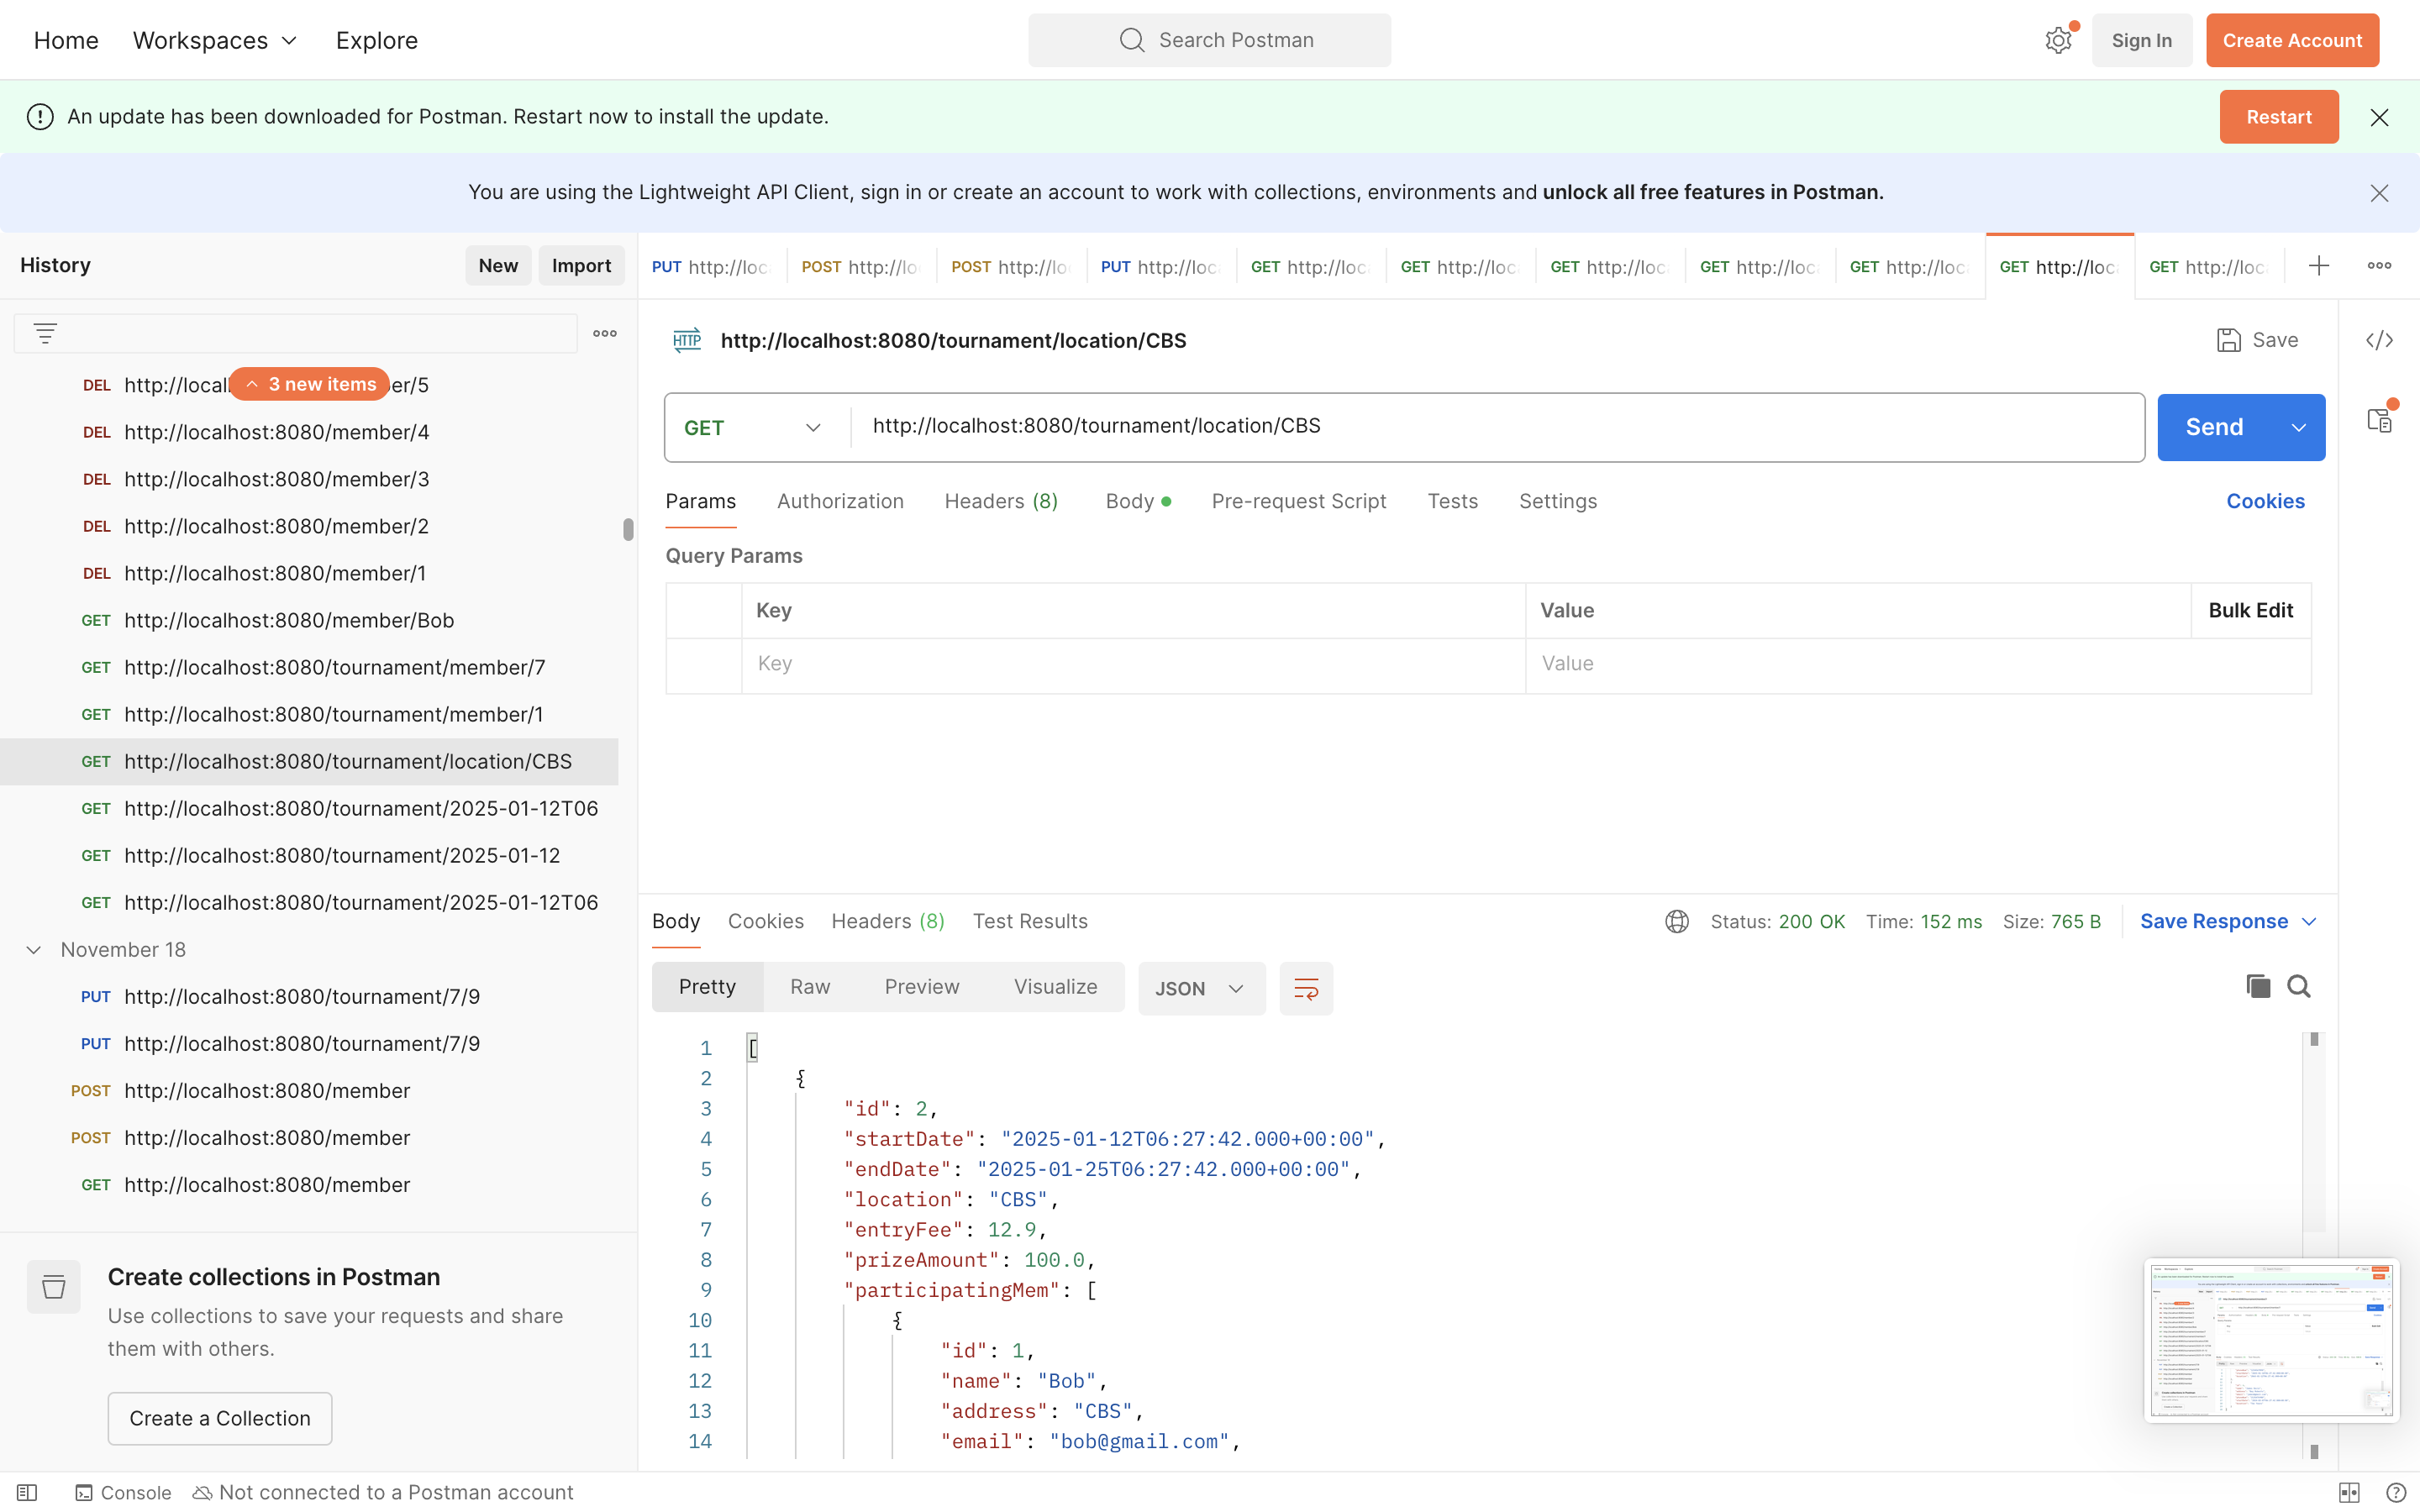 Home Workspaces Explore Search Postman Sign In Create Account
An update has been downloaded for Postman. Restart now to install the update. Restart
You are using the Lightweight API Client, sign in or create an account to work with collections, environments and unlock all free features in Postman.
History New Import
PUT http://loc POST http://lo POST http://lo PUT http://loc GET http://loc GET http://loc GET http://loc GET http://loc GET http://loc GET http://loc GET http://loc
DEL http://local er/5
3 new items
DEL http://localhost:8080/member/4
DEL http://localhost:8080/member/3
DEL http://localhost:8080/member/2
DEL http://localhost:8080/member/1
GET http://localhost:8080/member/Bob
GET http://localhost:8080/tournament/member/7
GET http://localhost:8080/tournament/member/1
GET http://localhost:8080/tournament/location/CBS
GET http://localhost:8080/tournament/2025-01-12T06
GET http://localhost:8080/tournament/2025-01-12
GET http://localhost:8080/tournament/2025-01-12T06
November 18
PUT http://localhost:8080/tournament/7/9
PUT http://localhost:8080/tournament/7/9
POST http://localhost:8080/member
POST http://localhost:8080/member
GET http://localhost:8080/member
Create collections in Postman
Use collections to save your requests and share
them with others.
Create a Collection
HTTP http://localhost:8080/tournament/location/CBS Save
GET http://localhost:8080/tournament/location/CBS Send
Params Authorization Headers (8) Body Pre-request Script Tests Settings Cookies
Query Params
Key Value Bulk Edit
Key Value
Body Cookies Headers (8) Test Results Status: 200 OK Time: 152 ms Size: 765 B Save Response
Pretty Raw Preview Visualize JSON
1 [
2 {
3 "id": 2,
4 "startDate": "2025-01-12T06:27:42.000+00:00",
5 "endDate": "2025-01-25T06:27:42.000+00:00",
6 "location": "CBS",
7 "entryFee": 12.9,
8 "prizeAmount": 100.0,
9 "participatingMem": [
10 {
11 "id": 1,
12 "name": "Bob",
13 "address": "CBS",
14 "email": "bob@gmail.com",
Console Not connected to a Postman account